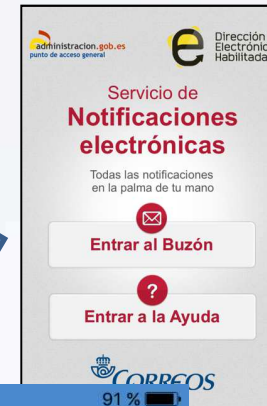 administracion.gob.es
punto de acceso general
Dirección
Electrónic
Habilitada
Servicio de
Notificaciones
electrónicas
Todas las notificaciones
en la palma de tu mano
Entrar al Buzón
?
Entrar a la Ayuda
CORREOS
91 %